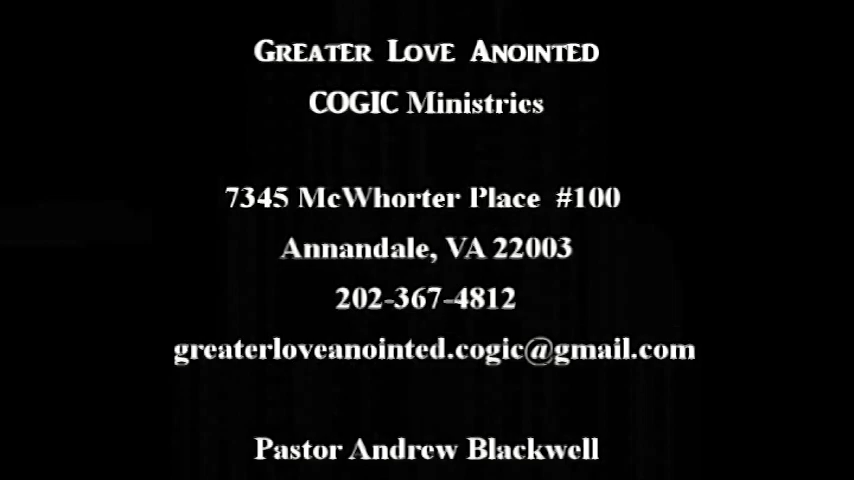 GREATER LOVE ANOINTED
COGIC Ministries
7345 McWhorter Place #100
Annandale, VA 22003
202-367-4812
greaterloveanointed.cogic@gmail.com
Pastor Andrew Blackwell